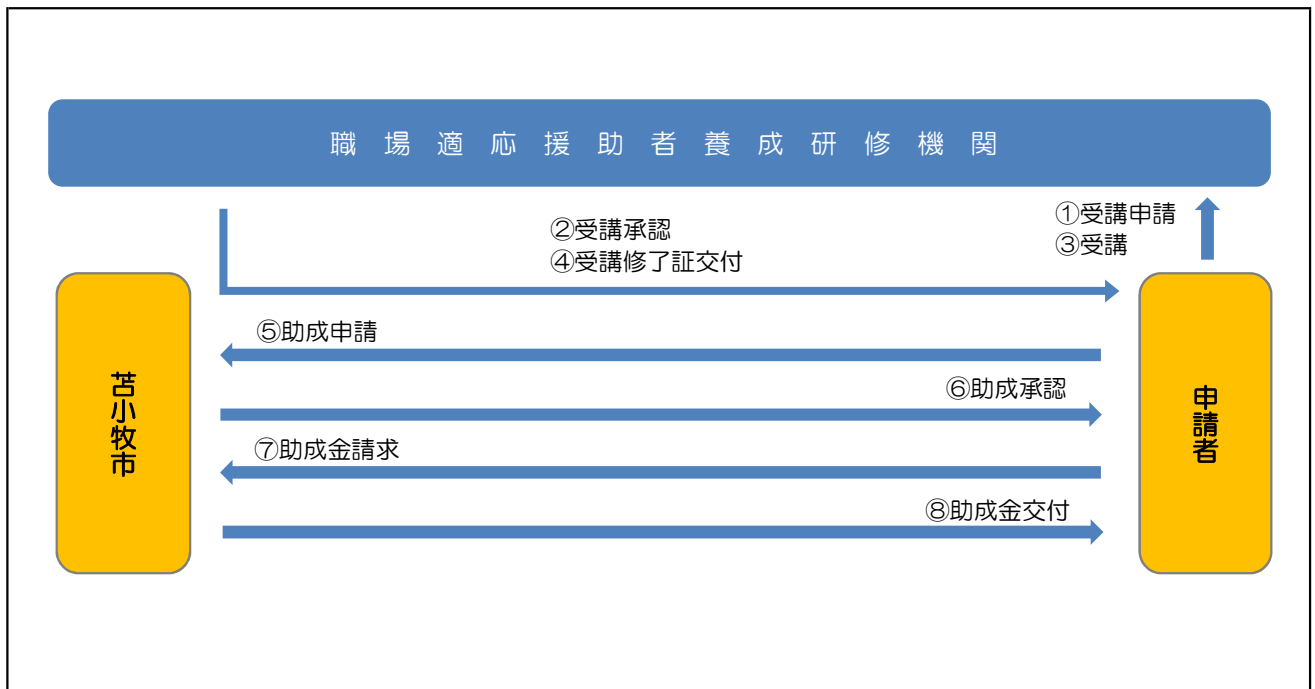 職場適応援助者養成研修機関
①受講申請
③受講
②受講承認
④受講修了証交付
⑤助成申請
⑥助成承認
⑦助成金請求
⑧助成金交付
苫小牧市
申請者